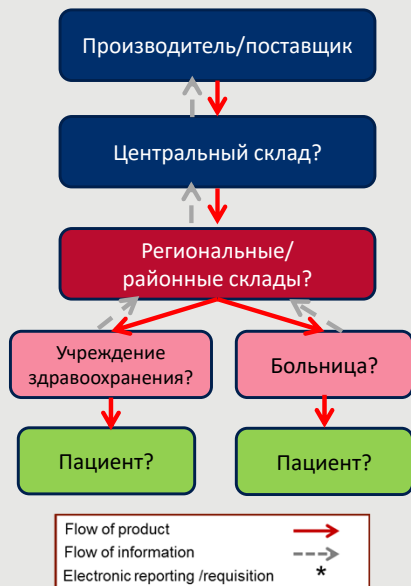 Производитель/поставщик
Центральный склад?
Региональные/
районные склады?
Учреждение
здравоохранения?
Больница?
Пациент?
Пациент?
Flow of product
Flow of information
Electronic reporting /requisition *